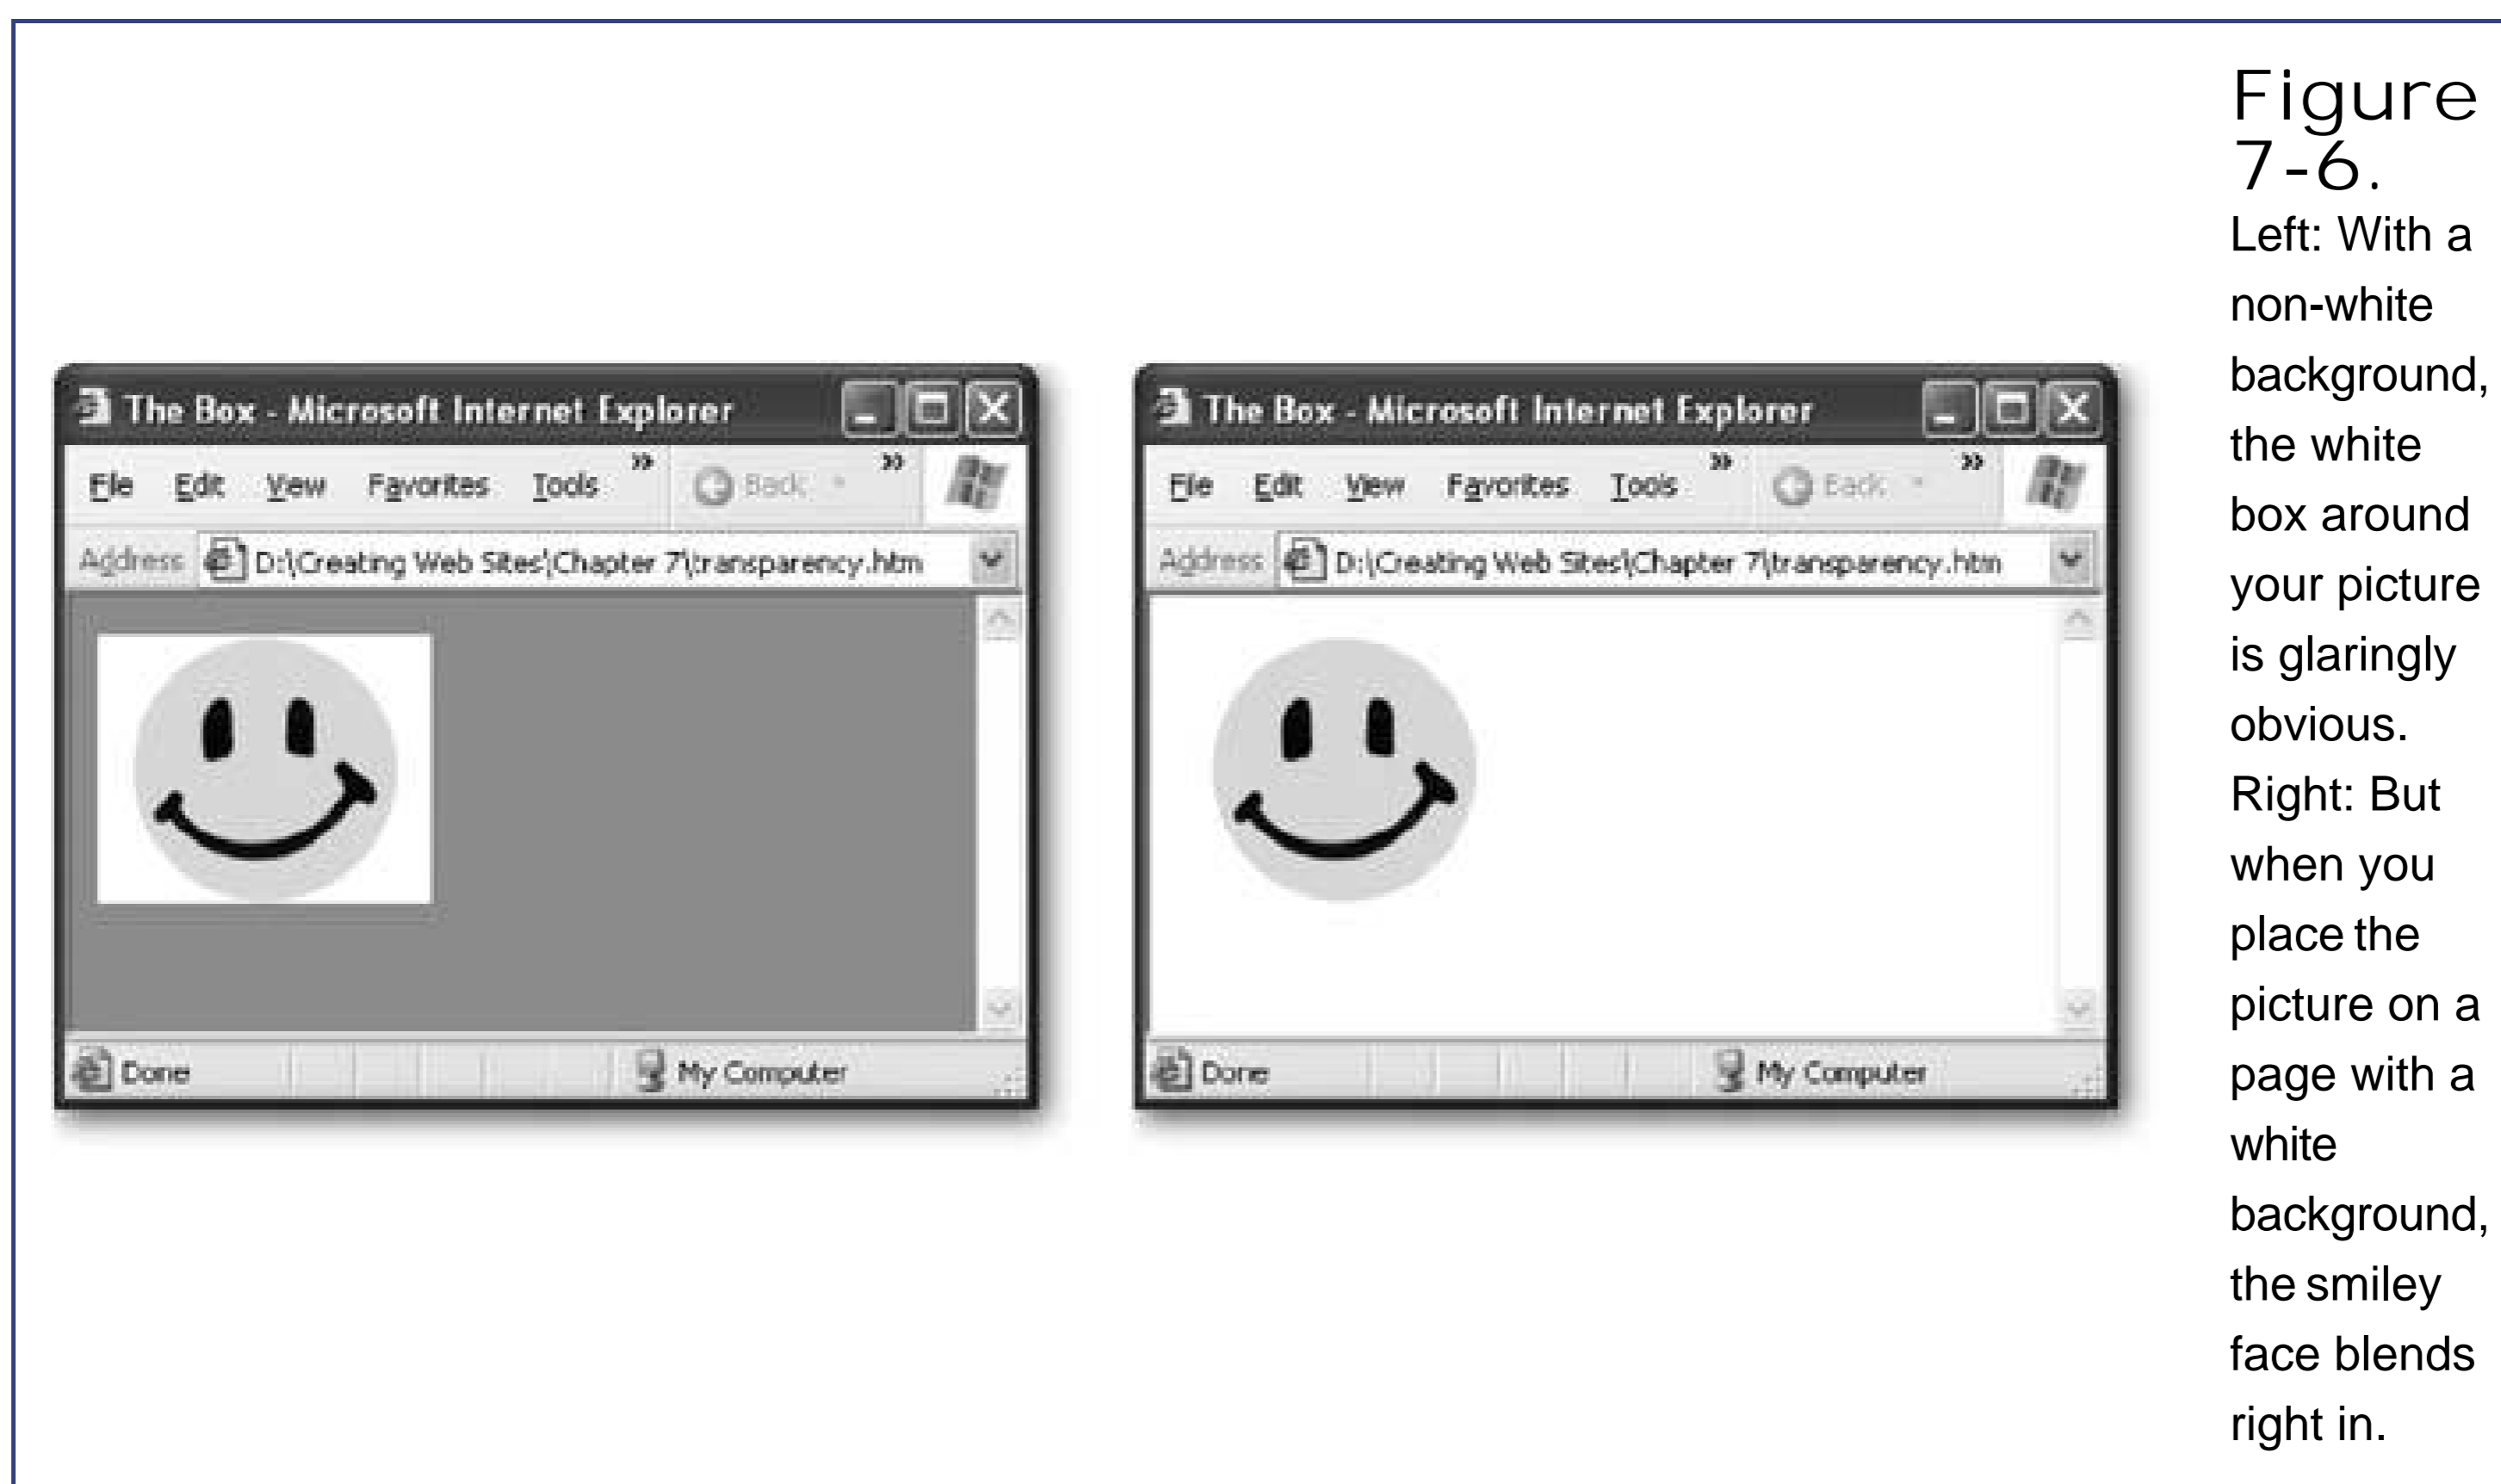 Figure
7-6.
Left: With a
non-white
background,
the white
box around
your picture
is glaringly
obvious.
Right: But
when you
place the
picture on a
page with a
white
background,
the smiley
face blends
right in.
The Box - Microsoft Internet Explorer
File Edit View Favorites Tools » Back »
Address D:\Creating Web Sites\Chapter 7\transparency.htm
Done My Computer
The Box - Microsoft Internet Explorer
File Edit View Favorites Tools » Back »
Address D:\Creating Web Sites\Chapter 7\transparency.htm
Done My Computer